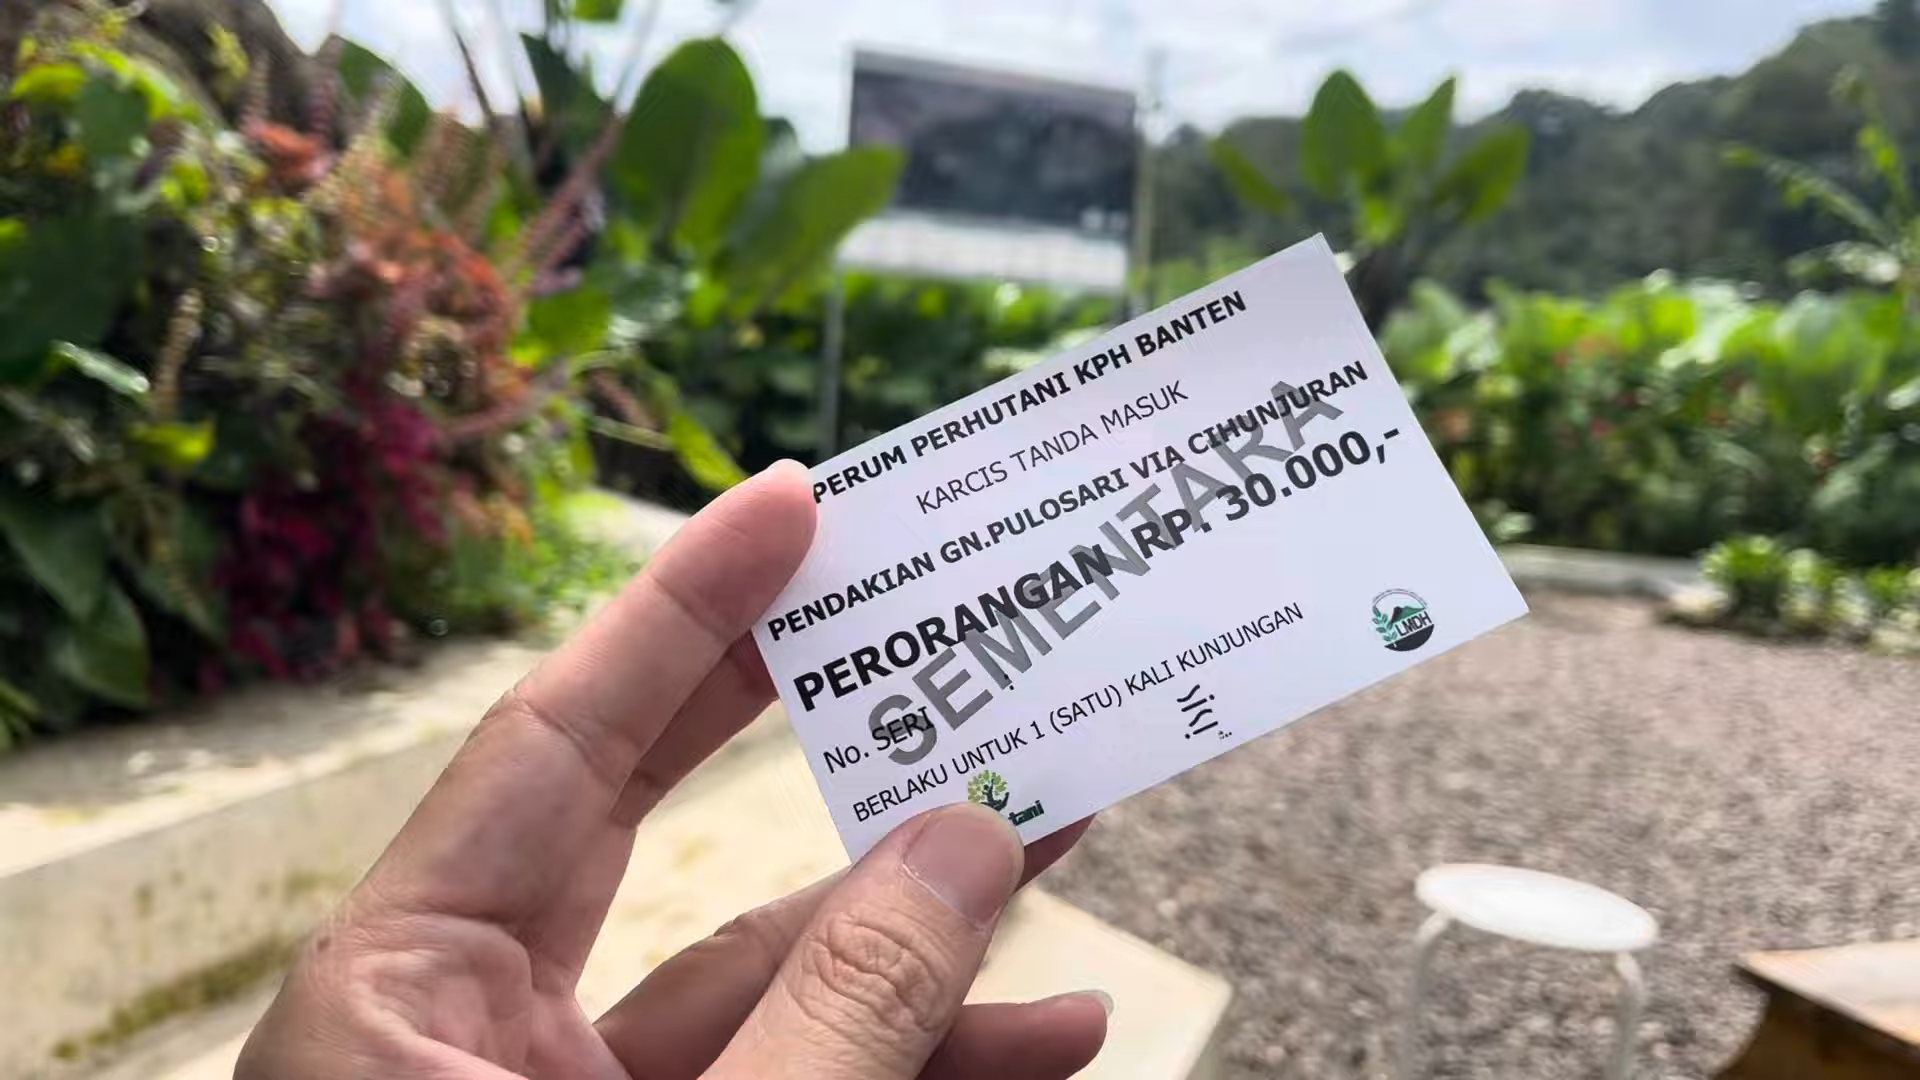 PERUM PERHUTANI KPH BANTEN
KARCIS TANDA MASUK
PENDAKIAN GN.PULOSARI VIA CIHUNJURAN
PERORANGAN RP. 30.000,-
SEMENTARA
No. SERI
BERLAKU UNTUK 1 (SATU) KALI KUNJUNGAN
LMDH
tani